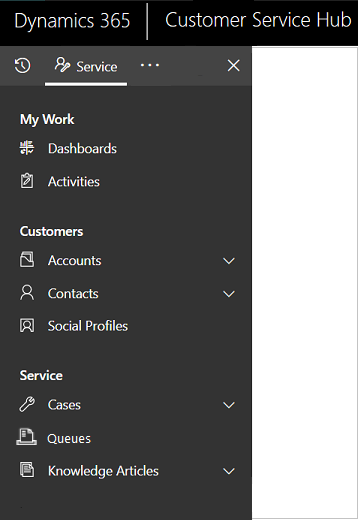 Dynamics 365 Customer Service Hub
Service ...
My Work
Dashboards
Activities
Customers
Accounts
Contacts
Social Profiles
Service
Cases
Queues
Knowledge Articles